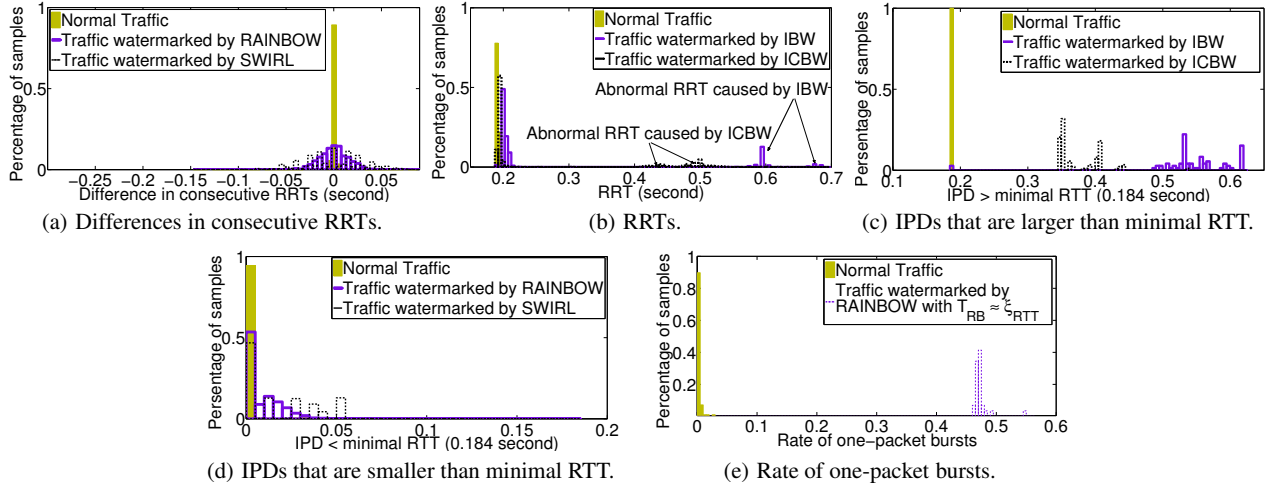 Persentage of samples
1
0.5
0
Normal Traffic
Traffic watermarked by RAINBOW
Traffic watermarked by SWIRL
−0.25 −0.2 −0.15 −0.1 −0.05 0.0 0.05
Difference in consecutive RRTs (second)
(a) Differences in consecutive RRTs.
Persentage of samples
1
0.5
0
Normal Traffic
Traffic watermarked by IBW
Traffic watermarked by ICBW
Abnormal RRT caused by IBW
Abnormal RRT caused by ICBW
0.2 0.3 0.4 0.5 0.6 0.7
RRT (second)
(b) RRTs.
Persentage of samples
1
0.5
0
Normal Traffic
Traffic watermarked by IBW
Traffic watermarked by ICBW
0.1 0.2 0.3 0.4 0.5 0.6
IPD > minimal RTT (0.184 second)
(c) IPDs that are larger than minimal RTT.
Persentage of samples
1
0.5
0
Normal Traffic
Traffic watermarked by RAINBOW
Traffic watermarked by SWIRL
0 0.05 0.1 0.15 0.2
IPD < minimal RTT (0.184 second)
(d) IPDs that are smaller than minimal RTT.
Percentage of samples
1
0.8
0.6
0.4
0.2
Normal Traffic
Traffic watermarked by
RAINBOW with T_RB ≈ ξ_RTT
0 0.1 0.2 0.3 0.4 0.5 0.6
Rate of one−packet bursts
(e) Rate of one-packet bursts.